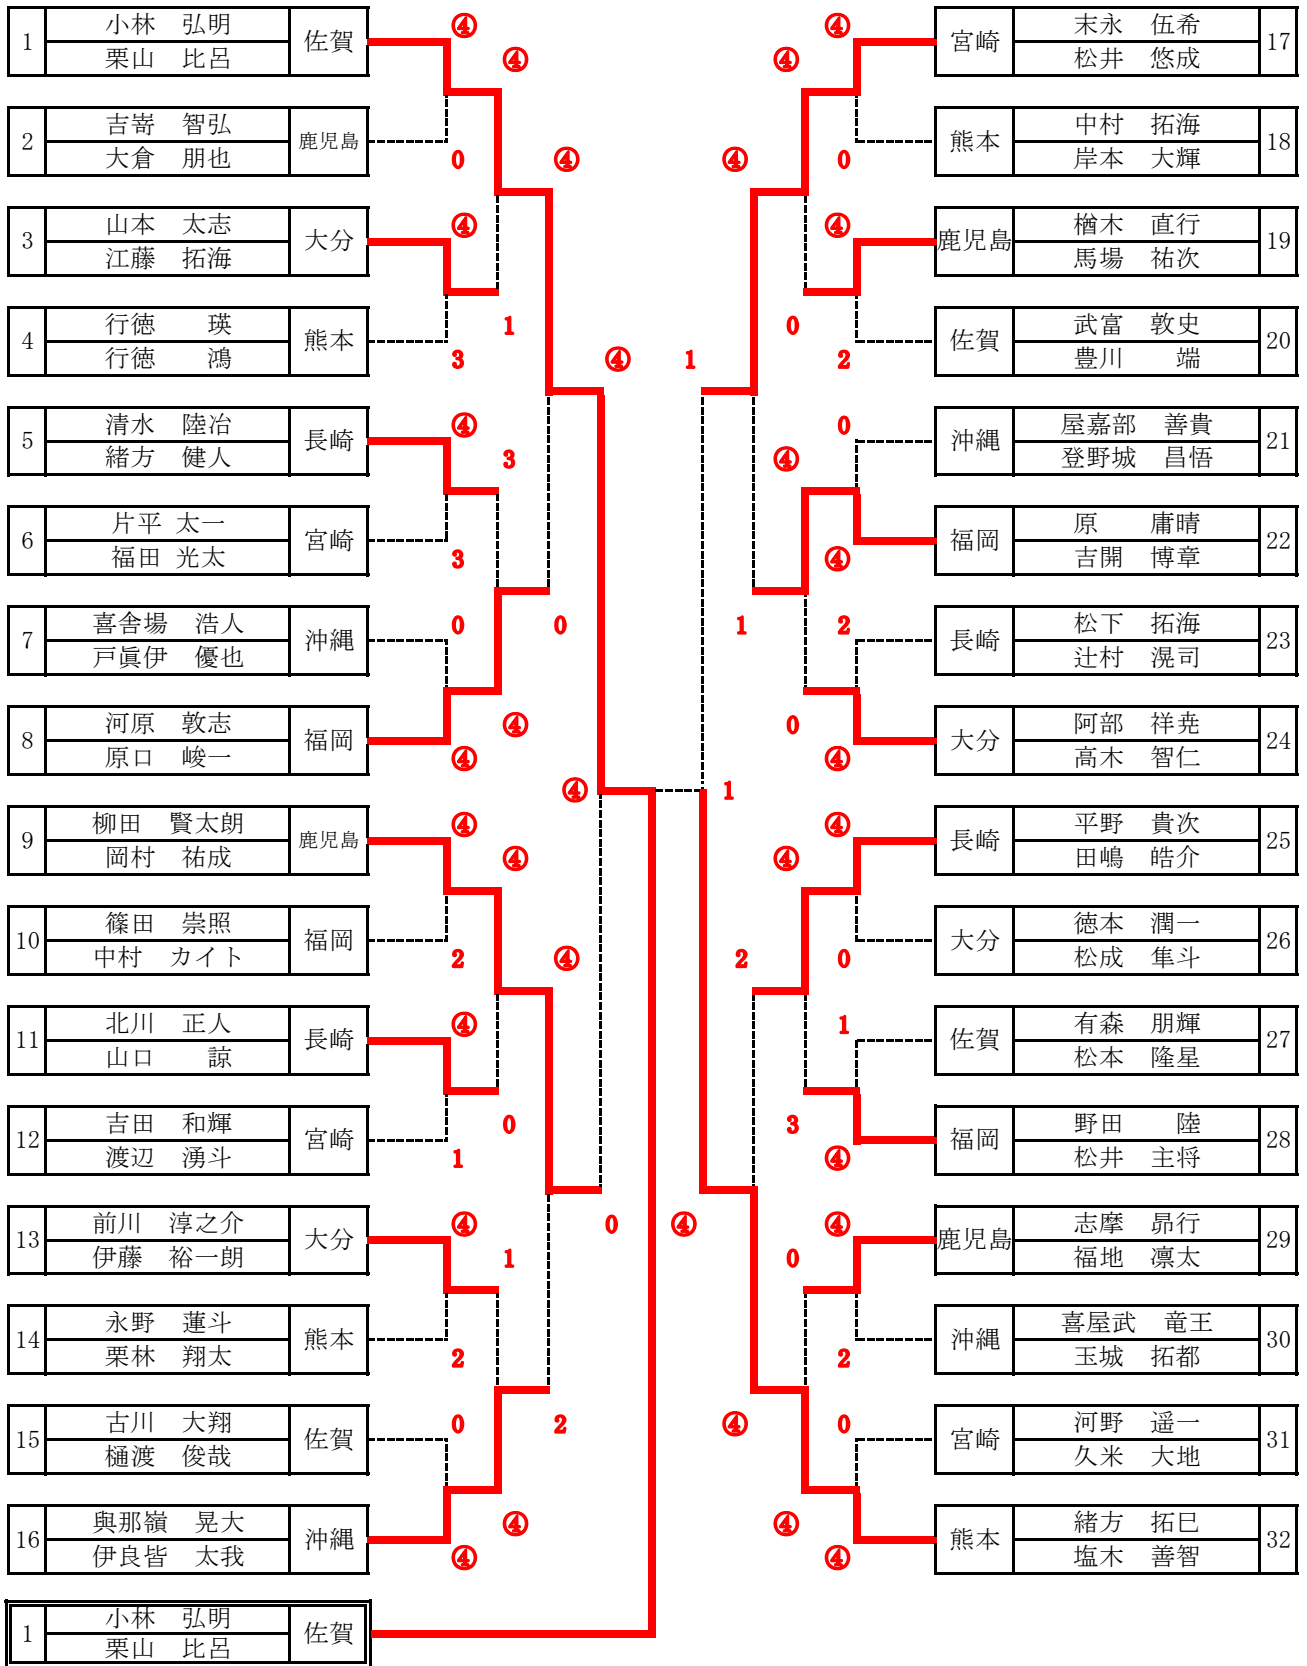 1 小林 弘明 佐賀
栗山 比呂
2 吉嵜 智弘 鹿児島
大倉 朋也
3 山本 太志 大分
江藤 拓海
4 行徳 瑛 熊本
行徳 鴻
5 清水 陸冶 長崎
緒方 健人
6 片平 太一 宮崎
福田 光太
7 喜舎場 浩人 沖縄
戸眞伊 優也
8 河原 敦志 福岡
原口 峻一
9 柳田 賢太朗 鹿児島
岡村 祐成
10 篠田 崇照 福岡
中村 カイト
11 北川 正人 長崎
山口 諒
12 吉田 和輝 宮崎
渡辺 湧斗
13 前川 淳之介 大分
伊藤 裕一朗
14 永野 蓮斗 熊本
栗林 翔太
15 古川 大翔 佐賀
樋渡 俊哉
16 與那嶺 晃大 沖縄
伊良皆 太我
1 小林 弘明 佐賀
栗山 比呂
④
0
④
3
④
3
0
④
④
2
④
1
④
2
0
④
④
1
3
④
④
0
1
④
④
0
④
2
④
0
④
1
1
④
④
2
1
④
0
④
0
④
④
0
0
④
④
0
④
2
0
④
2
④
④
0
1
④
④
2
0
④
宮崎 末永 伍希 17
松井 悠成
熊本 中村 拓海 18
岸本 大輝
鹿児島 楢木 直行 19
馬場 祐次
佐賀 武富 敦史 20
豊川 端
沖縄 屋嘉部 善貴 21
登野城 昌悟
福岡 原 庸晴 22
吉開 博章
長崎 松下 拓海 23
辻村 滉司
大分 阿部 祥尭 24
高木 智仁
長崎 平野 貴次 25
田嶋 皓介
大分 徳本 潤一 26
松成 隼斗
佐賀 有森 朋輝 27
松本 隆星
福岡 野田 陸 28
松井 主将
鹿児島 志摩 昴行 29
福地 凛太
沖縄 喜屋武 竜王 30
玉城 拓都
宮崎 河野 遥一 31
久米 大地
熊本 緒方 拓巳 32
塩木 善智